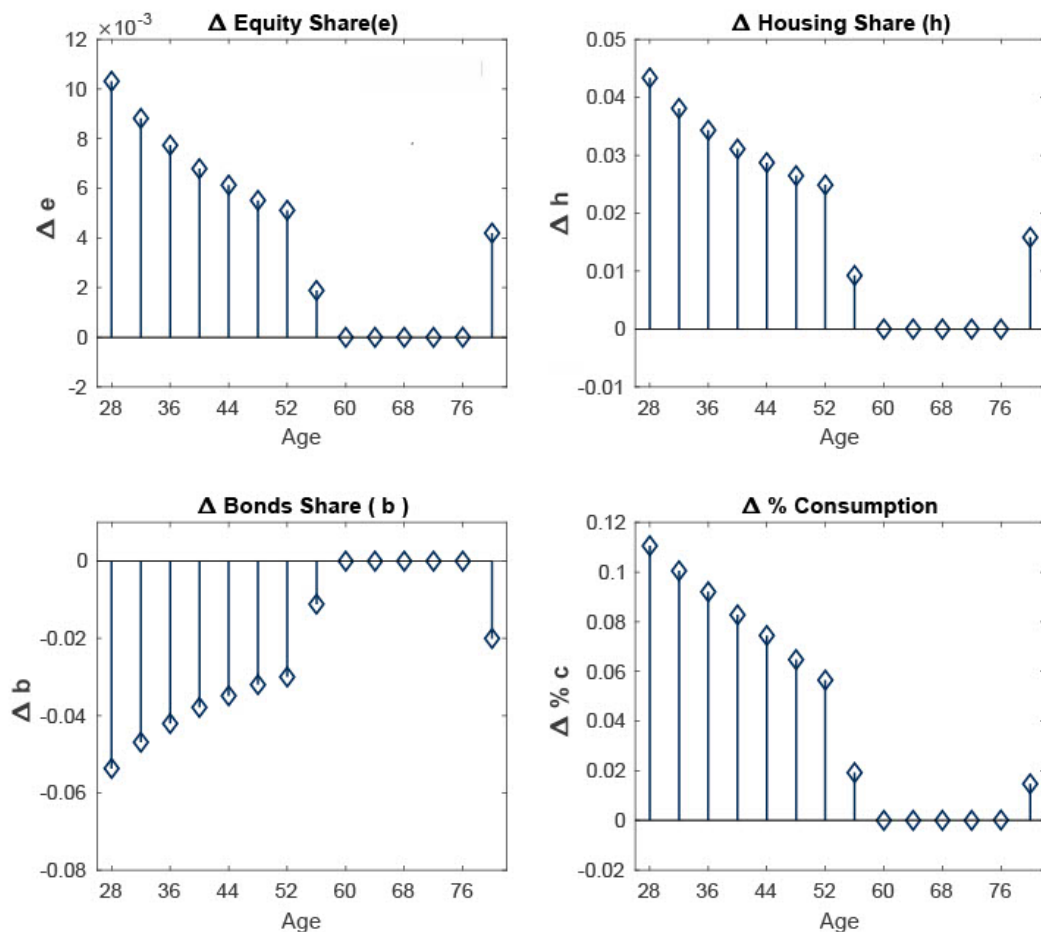 Δ Equity Share(e)
×10⁻³
12
10
8
6
4
2
0
-2
Δ e
28 36 44 52 60 68 76
Age
Δ Housing Share (h)
0.05
0.04
0.03
0.02
0.01
0
-0.01
Δ h
28 36 44 52 60 68 76
Age
Δ Bonds Share ( b )
0
-0.02
-0.04
-0.06
-0.08
Δ b
28 36 44 52 60 68 76
Age
Δ % Consumption
0.12
0.1
0.08
0.06
0.04
0.02
0
-0.02
Δ % c
28 36 44 52 60 68 76
Age